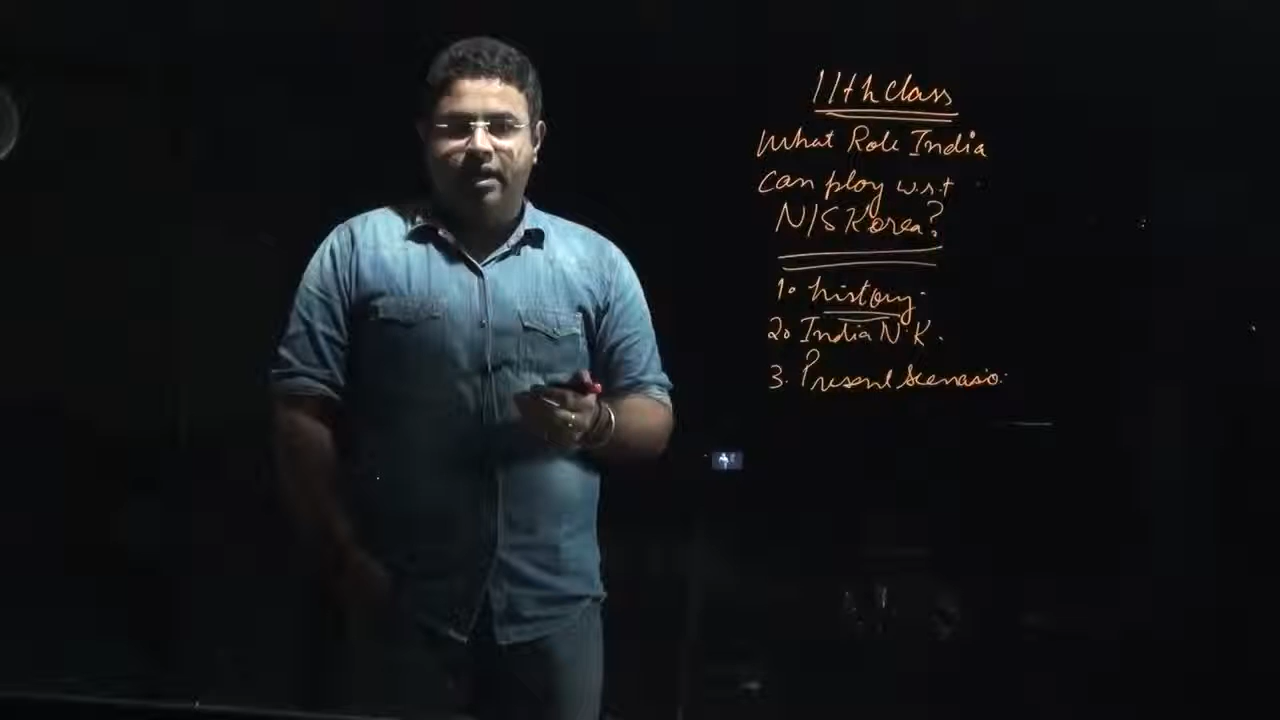 11th class
What Role India
can play w.r.t
N/S Korea?
1. history.
2. India N.K.
3. Present Scenario.